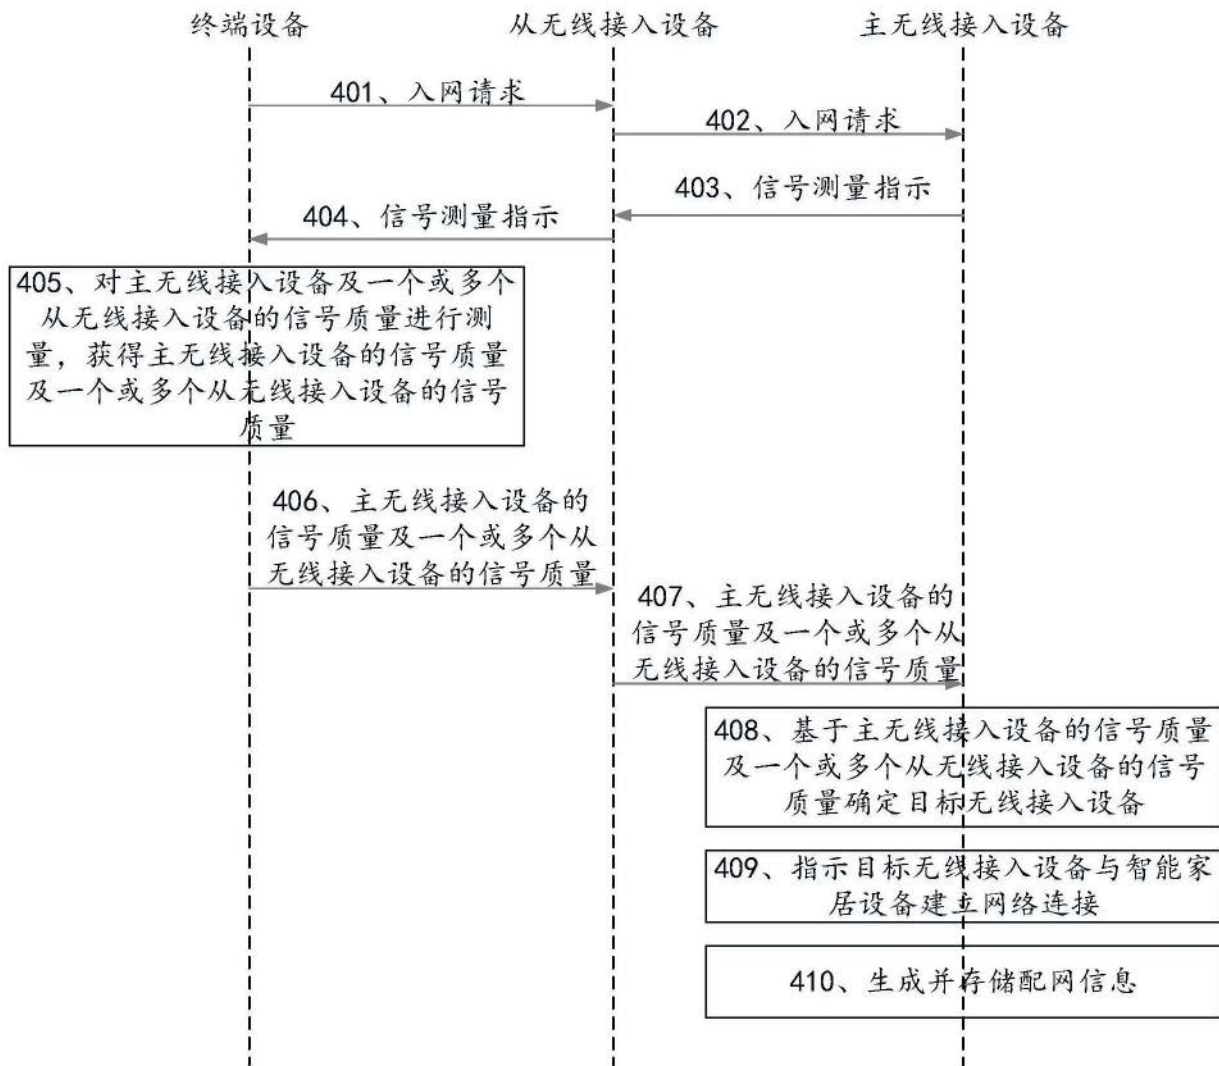 终端设备
从无线接入设备
主无线接入设备
401、入网请求
402、入网请求
403、信号测量指示
404、信号测量指示
405、对主无线接入设备及一个或多个
从无线接入设备的信号质量进行测
量，获得主无线接入设备的信号质量
及一个或多个从无线接入设备的信号
质量
406、主无线接入设备的
信号质量及一个或多个从
无线接入设备的信号质量
407、主无线接入设备的
信号质量及一个或多个从
无线接入设备的信号质量
408、基于主无线接入设备的信号质量
及一个或多个从无线接入设备的信号
质量确定目标无线接入设备
409、指示目标无线接入设备与智能家
居设备建立网络连接
410、生成并存储配网信息